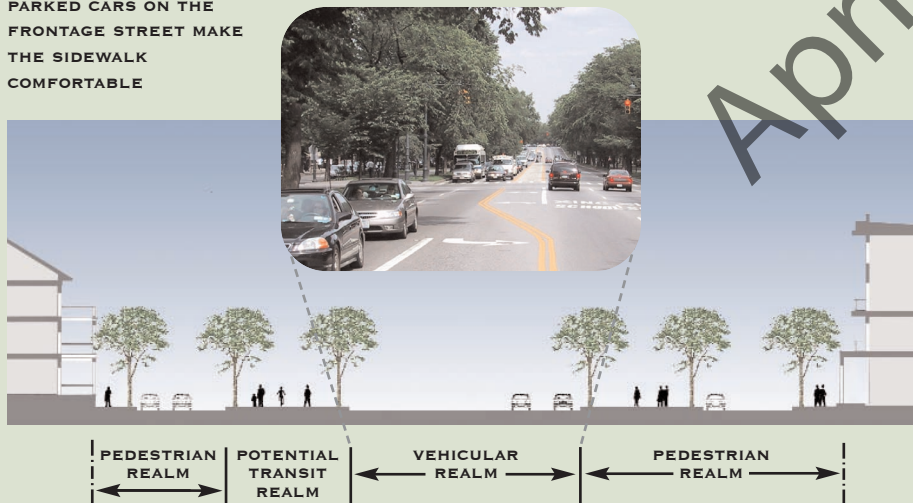 PARKED CARS ON THE
FRONTAGE STREET MAKE
THE SIDEWALK
COMFORTABLE
PEDESTRIAN
REALM
POTENTIAL
TRANSIT
REALM
VEHICULAR
REALM
PEDESTRIAN
REALM